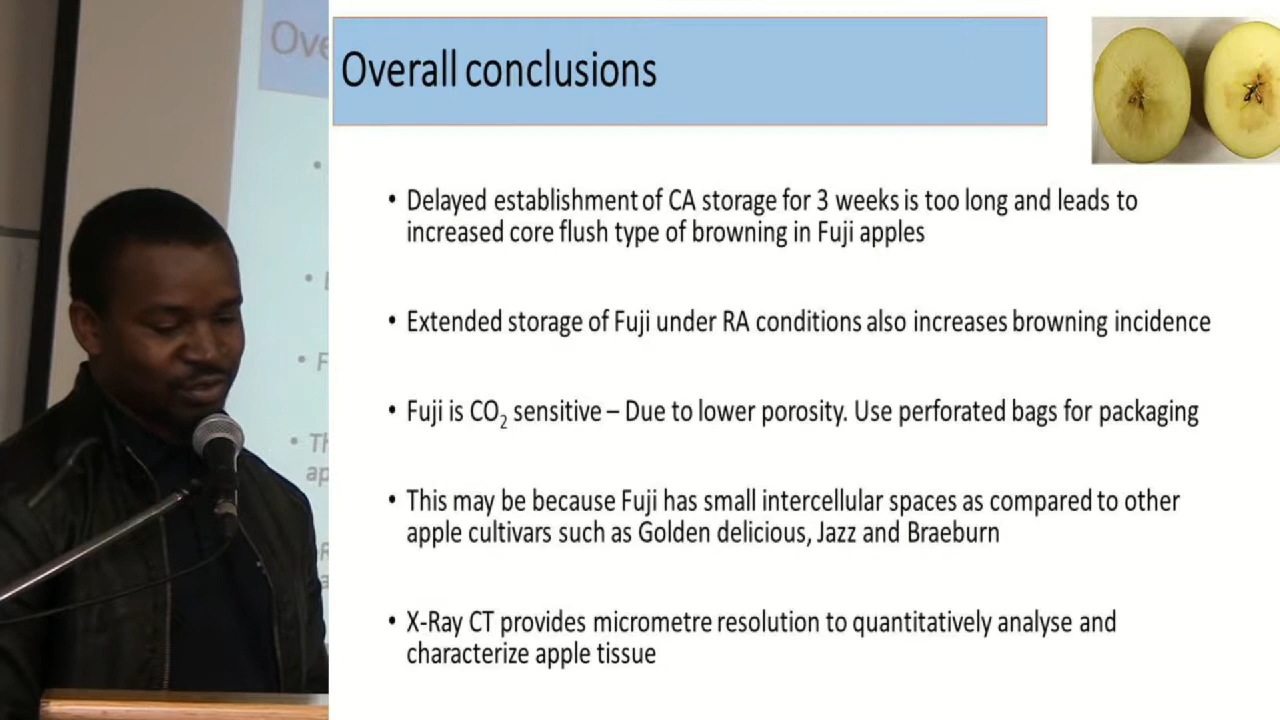 Ove
Overall conclusions
• Delayed establishment of CA storage for 3 weeks is too long and leads to
increased core flush type of browning in Fuji apples
• Extended storage of Fuji under RA conditions also increases browning incidence
• Fuji is CO₂ sensitive – Due to lower porosity. Use perforated bags for packaging
• This may be because Fuji has small intercellular spaces as compared to other
apple cultivars such as Golden delicious, Jazz and Braeburn
• X-Ray CT provides micrometre resolution to quantitatively analyse and
characterize apple tissue